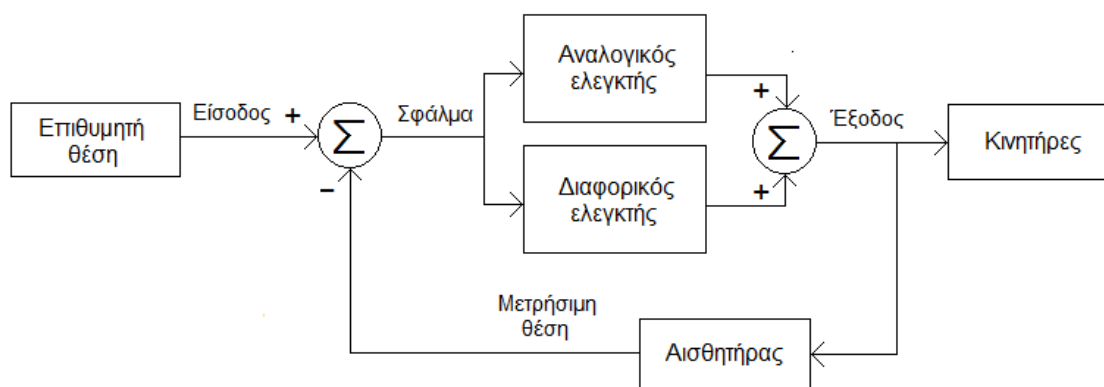 Επιθυμητή
θέση
Είσοδος
+
Σ
−
Σφάλμα
Αναλογικός
ελεγκτής
Διαφορικός
ελεγκτής
+
Σ
+
Έξοδος
Κινητήρες
Μετρήσιμη
θέση
Αισθητήρας